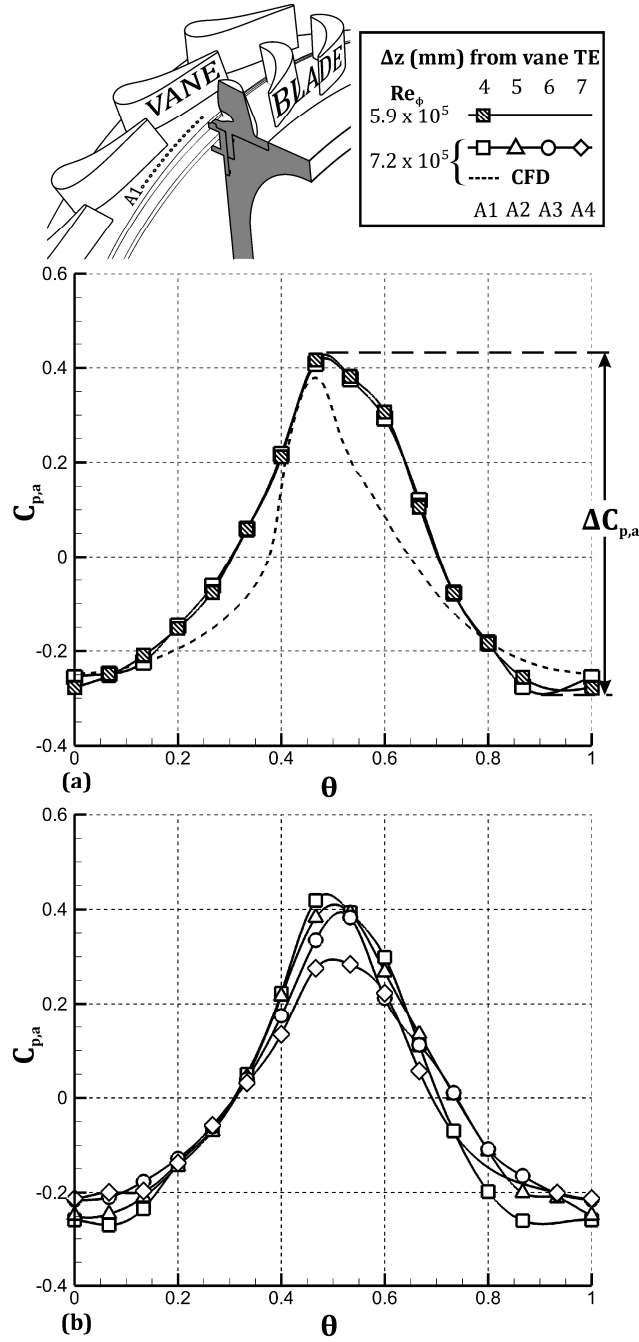 VANE
BLADE
A1
Δz (mm) from vane TE
Reϕ 4 5 6 7
5.9 x 10⁵
7.2 x 10⁵ {
CFD
A1 A2 A3 A4
0.6
0.4
0.2
0
-0.2
-0.4
Cp,a
ΔCp,a
0 0.2 0.4 0.6 0.8 1
(a) θ
0.6
0.4
0.2
0
-0.2
-0.4
Cp,a
0 0.2 0.4 0.6 0.8 1
(b) θ